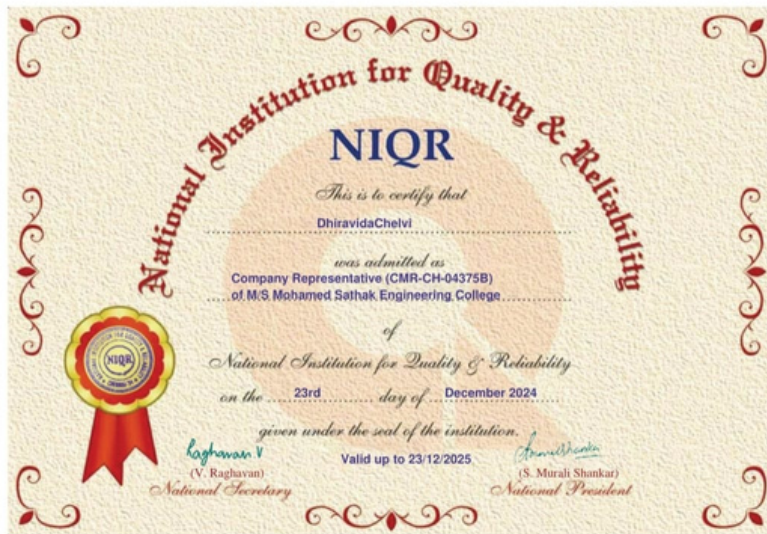 National Institution for Quality & Reliability
NIQR
This is to certify that
DhiravidaChelvi
was admitted as
Company Representative (CMR-CH-04375B)
of M/S Mohamed Sathak Engineering College
of
National Institution for Quality & Reliability
on the 23rd day of December 2024
given under the seal of the institution.
Valid up to 23/12/2025
NIQR
Raghavan V
(V. Raghavan) (S. Murali Shankar)
National Secretary National President